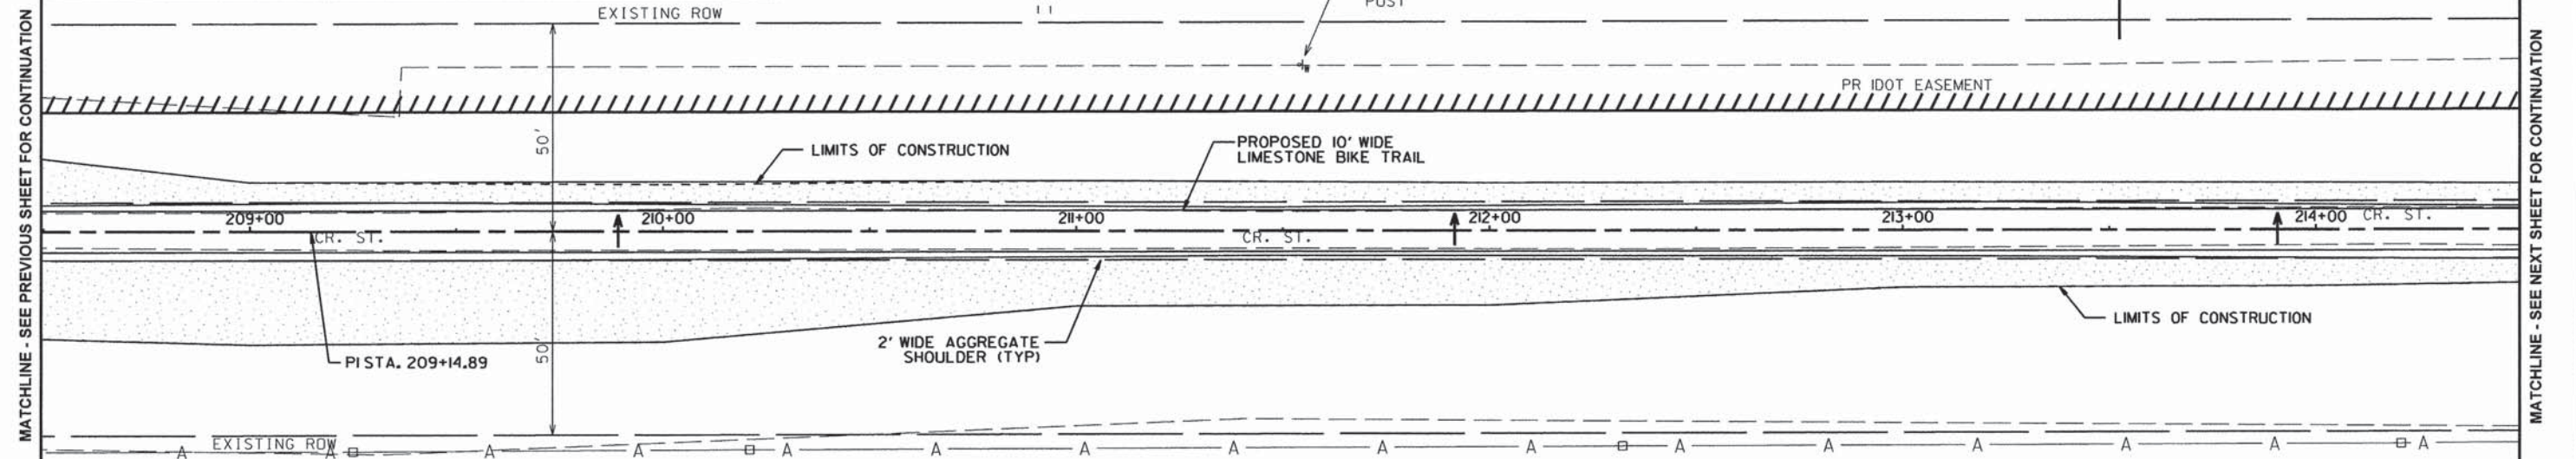 POST
EXISTING ROW
PR IDOT EASEMENT
MATCHLINE - SEE PREVIOUS SHEET FOR CONTINUATION
50'
LIMITS OF CONSTRUCTION
PROPOSED 10' WIDE
LIMESTONE BIKE TRAIL
209+00
210+00
211+00
212+00
213+00
214+00
CR. ST.
CR. ST.
CR. ST.
MATCHLINE - SEE NEXT SHEET FOR CONTINUATION
LIMITS OF CONSTRUCTION
2' WIDE AGGREGATE
SHOULDER (TYP)
50'
PI STA. 209+14.89
EXISTING ROW
A A A A A A A A A A A A A A A A